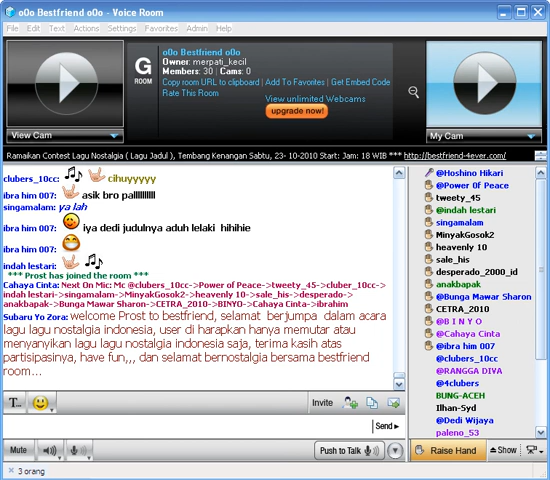 o0o Bestfriend o0o - Voice Room
File Edit Text Actions Settings Favorites Admin Help
G
ROOM
o0o Bestfriend o0o
Owner: merpati_kecil
Members: 30 | Cams: 0
Copy room URL to clipboard | Add To Favorites | Get Embed Code
Rate This Room
View unlimited Webcams
upgrade now!
View Cam
My Cam
Ramaikan Contest Lagu Nostalgia ( Lagu Jadul ), Tembang Kenangan Sabtu, 23- 10-2010 Start: Jam: 18 WIB *** http://bestfriend-4ever.com/
clubers_10cc: cihuyyyyy
ibra him 007: asik bro palllllllll
singamalam: ya lah
ibra him 007: iya dedi judulnya aduh lelaki hihihie
ibra him 007:
indah lestari:
*** Prost has joined the room ***
Cahaya Cinta: Next On Mic: Mc @clubers_10cc->Power of Peace->tweety_45->cluber_10cc->
indah lestari->singamalam->MinyakGosok2->heavenly 10->sale_his->desperado->
anakbapak->Bunga Mawar Sharon->CETRA_2010->BINYO->Cahaya Cinta->ibrahim
Subaru Yo Zora: welcome Prost to bestfriend, selamat berjumpa dalam acara
lagu lagu nostalgia indonesia, user di harapkan hanya memutar atau
menyanyikan lagu lagu nostalgia indonesia saja, terima kasih atas
partisipasinya, have fun,,, dan selamat bernostalgia bersama bestfriend
room...
@Hoshino Hikari
@Power 0f Peace
tweety_45
@indah lestari
singamalam
MinyakGosok2
heavenly 10
sale_his
desperado_2000_id
anakbapak
@Bunga Mawar Sharon
CETRA_2010
@B I N Y O
@Cahaya Cinta
@ibra him 007
@clubers_10cc
@RANGGA DIVA
@4clubers
BUNG-ACEH
Ilhan-Syd
@Dedi Wijaya
paleno_53
T...
Invite
Send
Mute
Push to Talk
Raise Hand
Show
3 orang